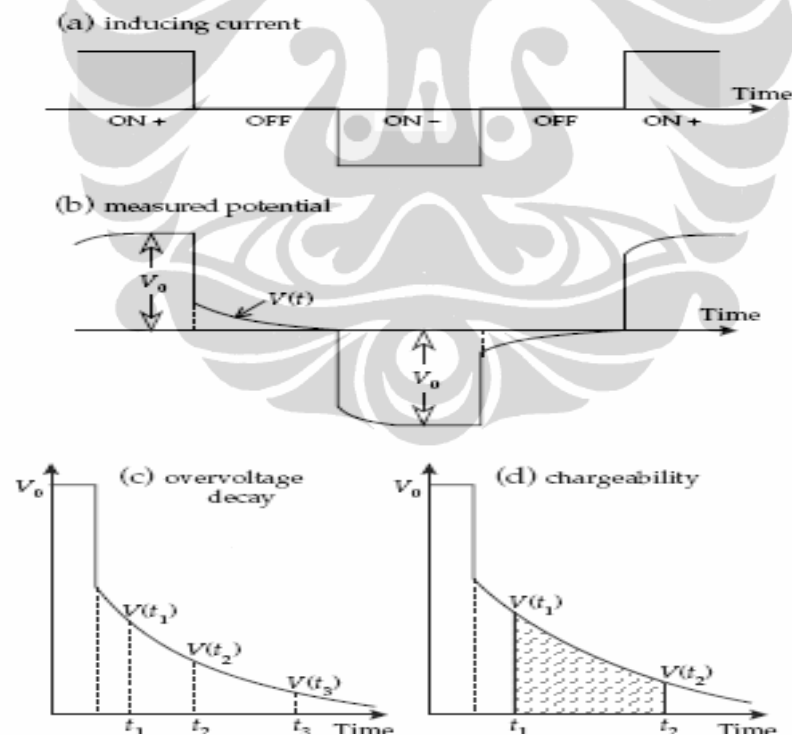 (a) inducing current
Time
ON + OFF ON – OFF ON +
(b) measured potential
V₀
V(t)
Time
V₀
V₀
(c) overvoltage
decay
V(t₁)
V(t₂)
V(t₃)
t₁ t₂ t₃ Time
V₀
(d) chargeability
V(t₁)
V(t₂)
t₁ t₂ Time